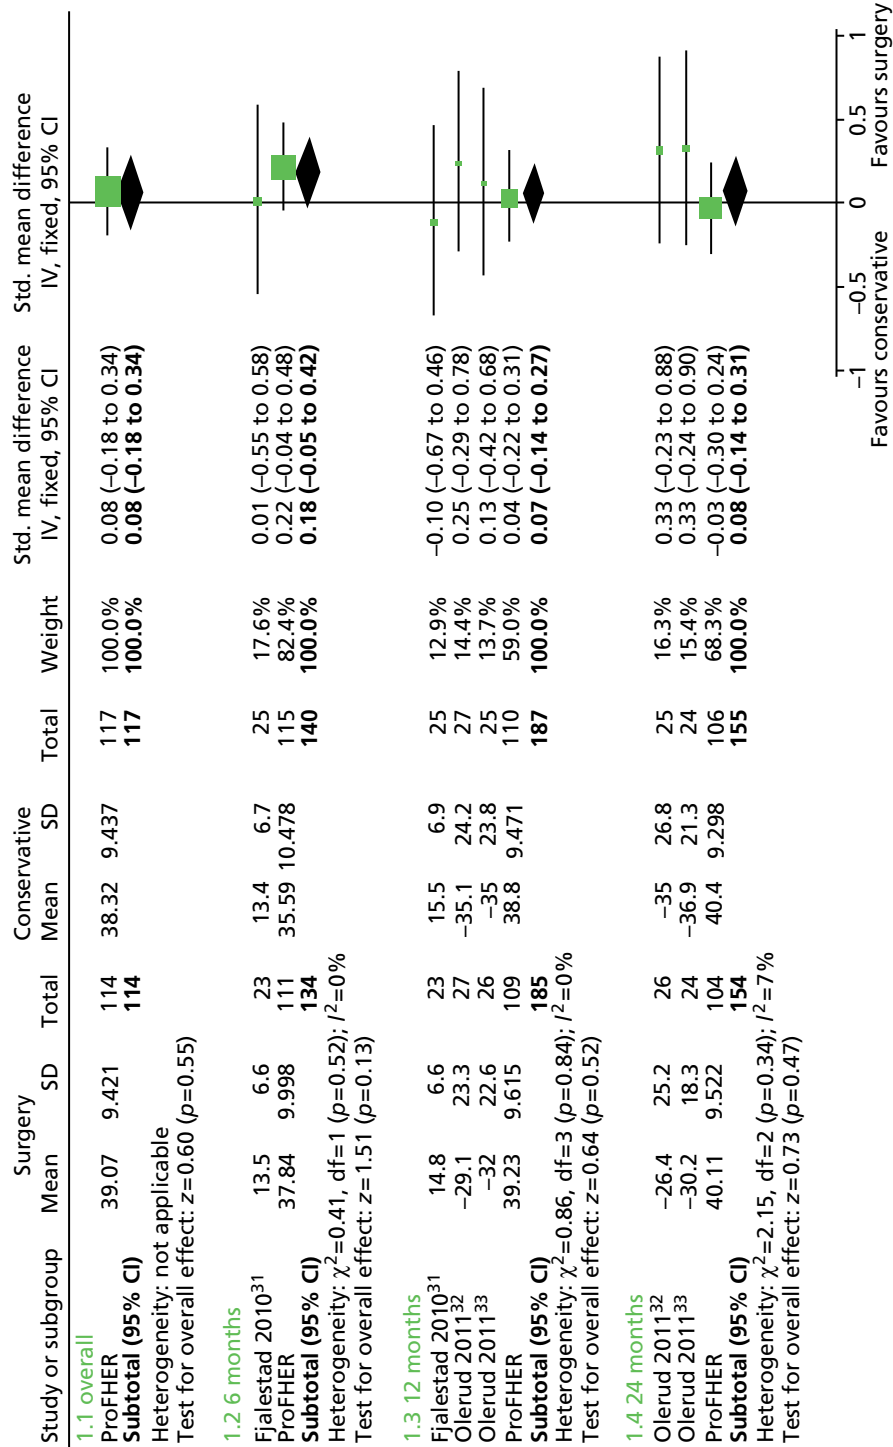 Surgery Conservative Std. mean difference Std. mean difference
Study or subgroup Mean SD Total Mean SD Total Weight IV, fixed, 95% CI IV, fixed, 95% CI
1.1 overall
ProFHER 39.07 9.421 114 38.32 9.437 117 100.0% 0.08 (−0.18 to 0.34)
Subtotal (95% CI) 114 117 100.0% 0.08 (−0.18 to 0.34)
Heterogeneity: not applicable
Test for overall effect: z=0.60 (p=0.55)
1.2 6 months
Fjalestad 2010³¹ 13.5 6.6 23 13.4 6.7 25 17.6% 0.01 (−0.55 to 0.58)
ProFHER 37.84 9.998 111 35.59 10.478 115 82.4% 0.22 (−0.04 to 0.48)
Subtotal (95% CI) 134 140 100.0% 0.18 (−0.05 to 0.42)
Heterogeneity: χ²=0.41, df=1 (p=0.52); I²=0%
Test for overall effect: z=1.51 (p=0.13)
1.3 12 months
Fjalestad 2010³¹ 14.8 6.6 23 15.5 6.9 25 12.9% −0.10 (−0.67 to 0.46)
Olerud 2011³² −29.1 23.3 27 −35.1 24.2 27 14.4% 0.25 (−0.29 to 0.78)
Olerud 2011³³ −32 22.6 26 −35 23.8 25 13.7% 0.13 (−0.42 to 0.68)
ProFHER 39.23 9.615 109 38.8 9.471 110 59.0% 0.04 (−0.22 to 0.31)
Subtotal (95% CI) 185 187 100.0% 0.07 (−0.14 to 0.27)
Heterogeneity: χ²=0.86, df=3 (p=0.84); I²=0%
Test for overall effect: z=0.64 (p=0.52)
1.4 24 months
Olerud 2011³² −26.4 25.2 26 −35 26.8 25 16.3% 0.33 (−0.23 to 0.88)
Olerud 2011³³ −30.2 18.3 24 −36.9 21.3 24 15.4% 0.33 (−0.24 to 0.90)
ProFHER 40.11 9.522 104 40.4 9.298 106 68.3% −0.03 (−0.30 to 0.24)
Subtotal (95% CI) 154 155 100.0% 0.08 (−0.14 to 0.31)
Heterogeneity: χ²=2.15, df=2 (p=0.34); I²=7%
Test for overall effect: z=0.73 (p=0.47)
−1 −0.5 0 0.5 1
Favours conservative Favours surgery